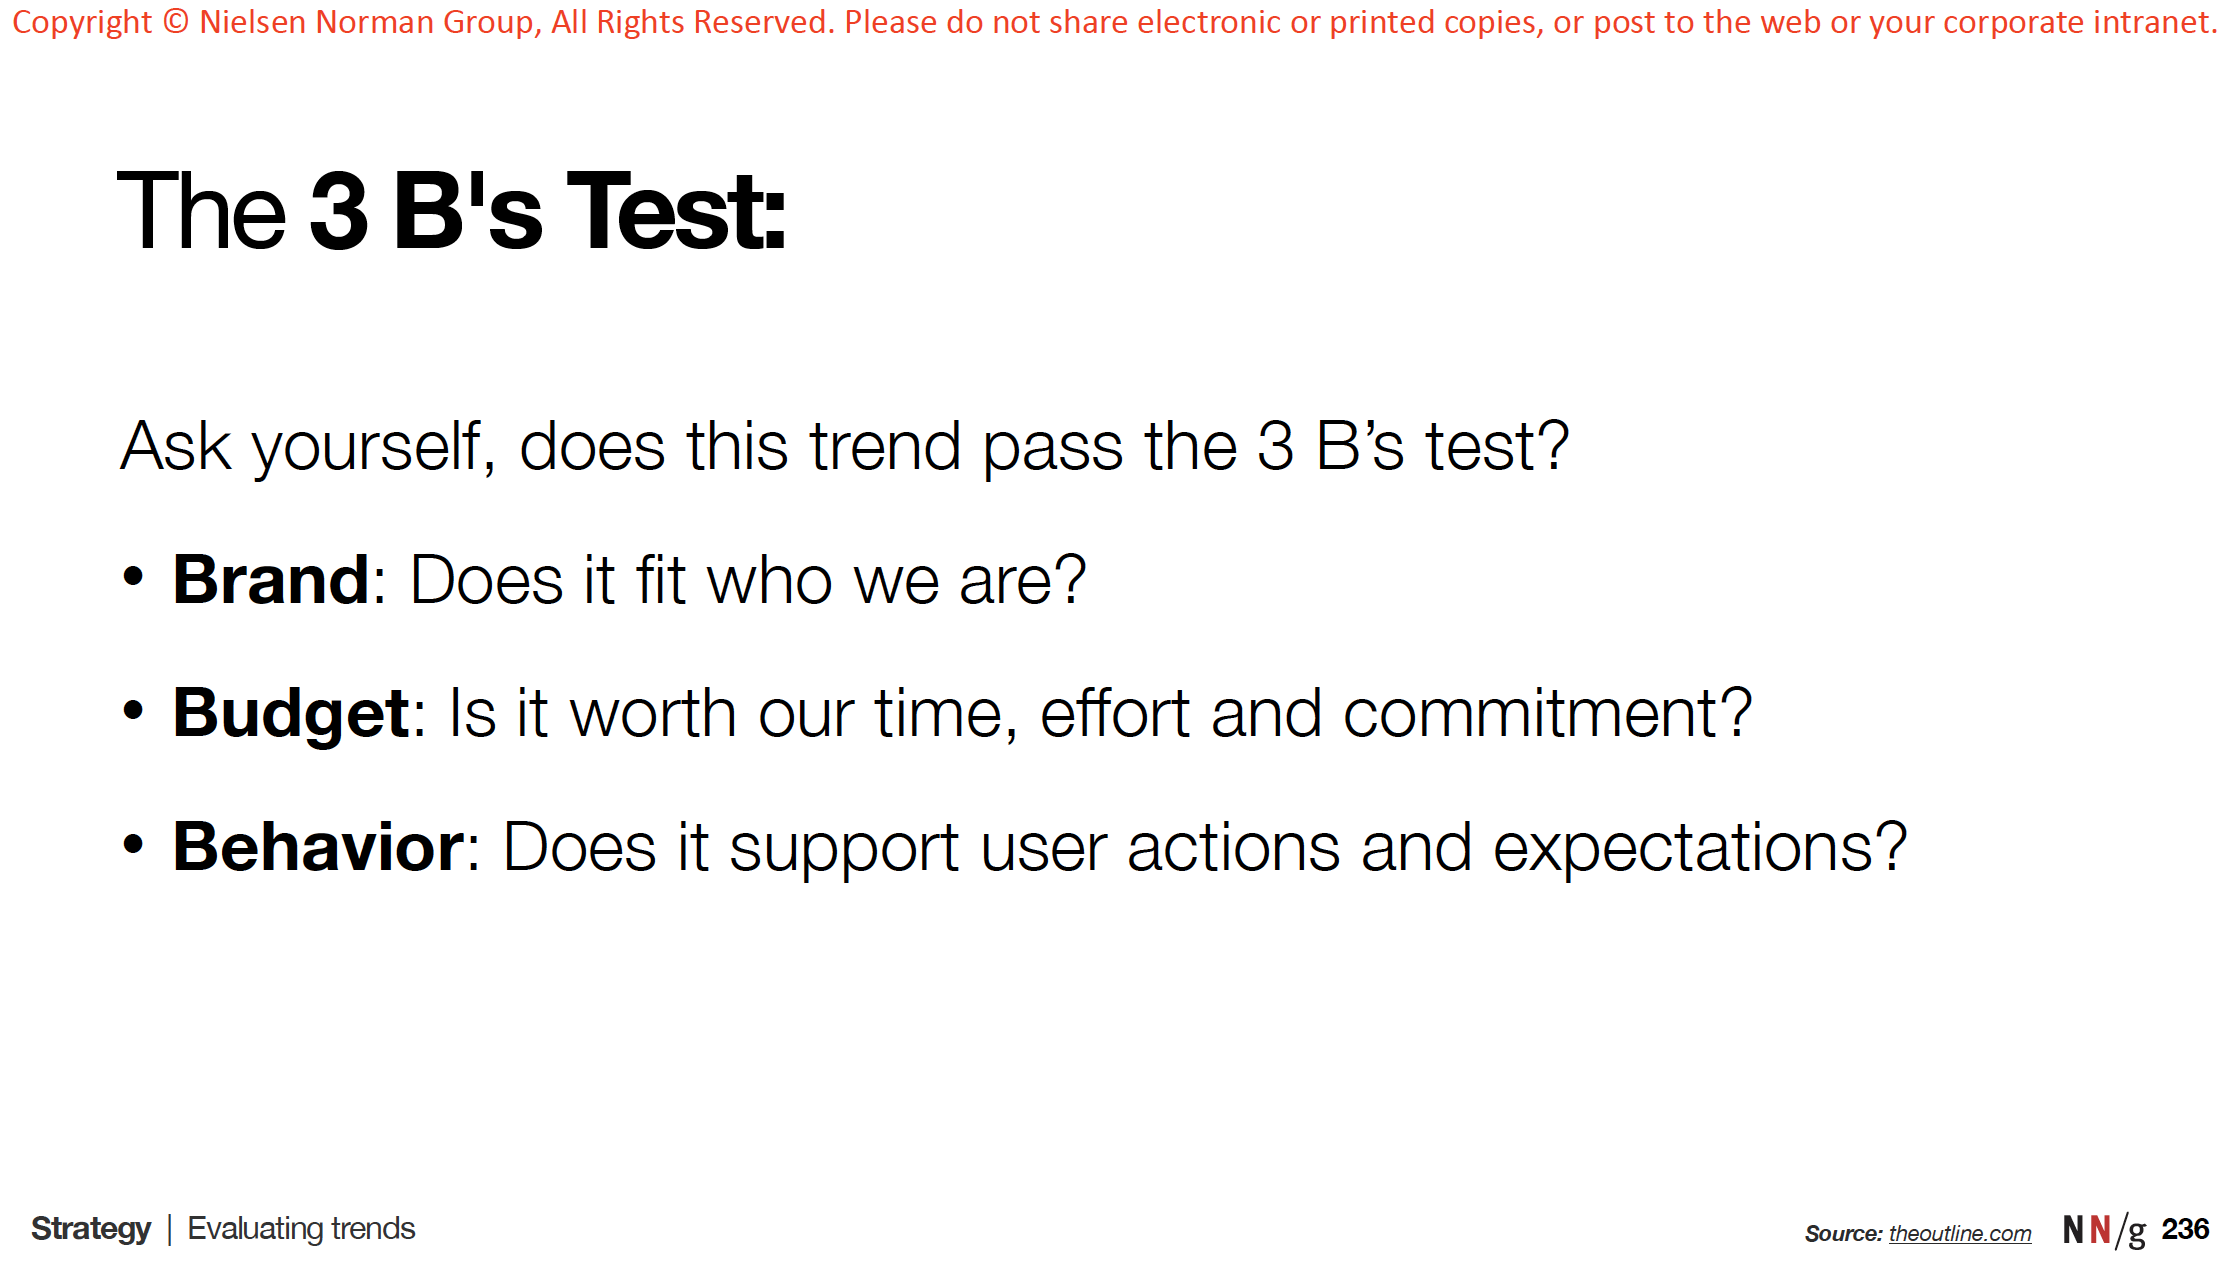 Copyright © Nielsen Norman Group, All Rights Reserved. Please do not share electronic or printed copies, or post to the web or your corporate intranet.
The 3 B's Test:
Ask yourself, does this trend pass the 3 B’s test?
• Brand: Does it fit who we are?
• Budget: Is it worth our time, effort and commitment?
• Behavior: Does it support user actions and expectations?
Strategy | Evaluating trends
Source: theoutline.com NN/g 236